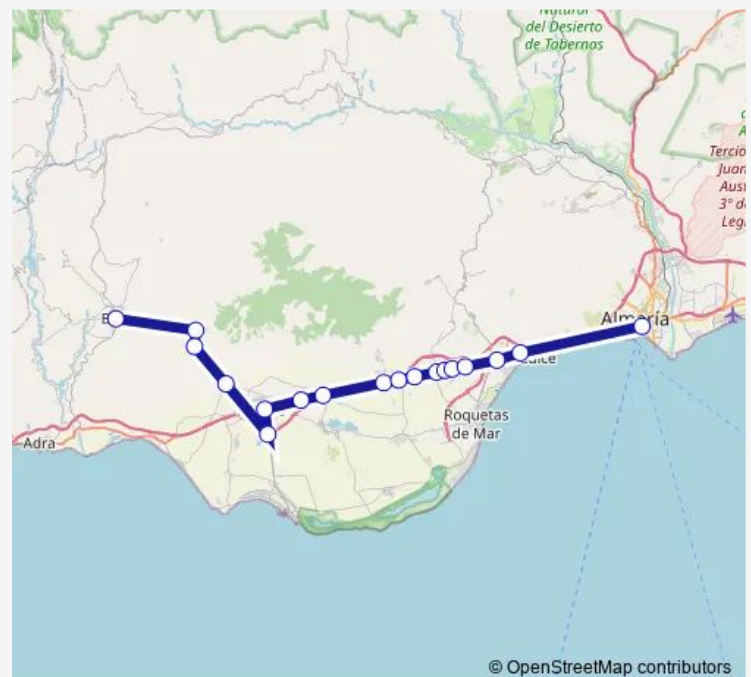 Natural
del Desierto
de Tabernas
Tercio
Juan
Aust
3º de
Leg
Almería
Roquetas
de Mar
Adra
© OpenStreetMap contributors